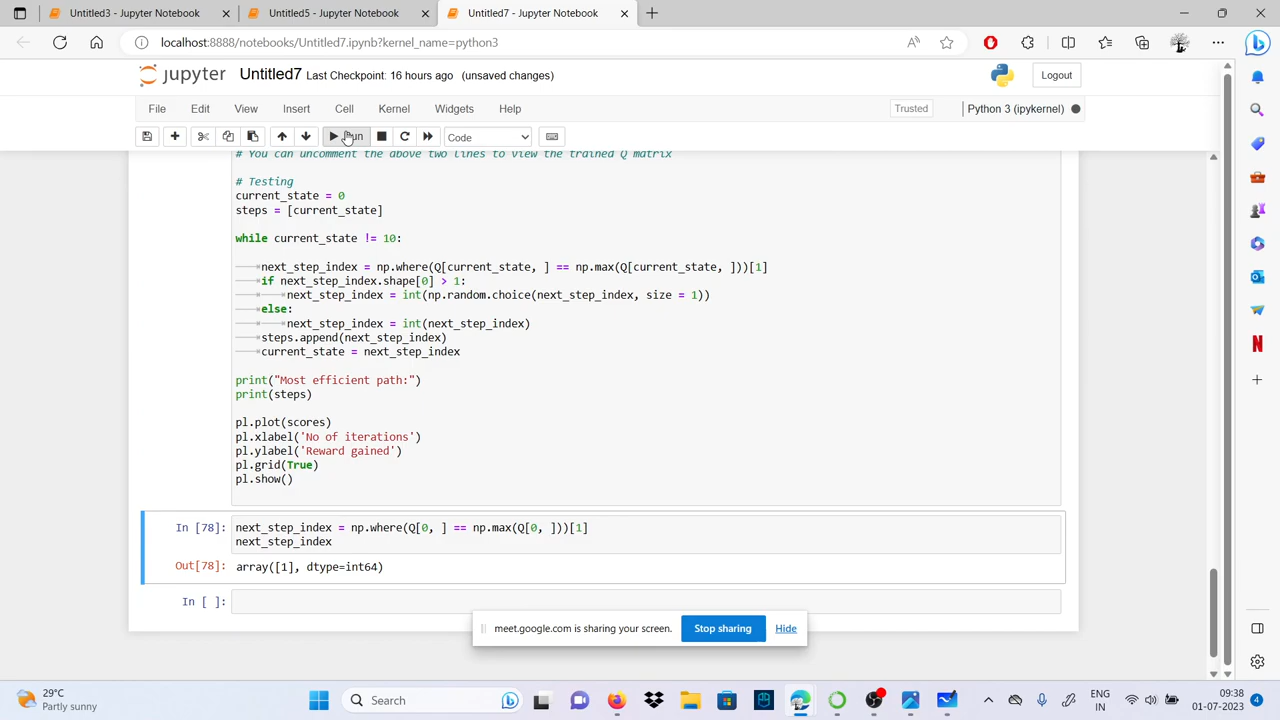 Untitled3 - Jupyter Notebook
Untitled5 - Jupyter Notebook
Untitled7 - Jupyter Notebook
localhost:8888/notebooks/Untitled7.ipynb?kernel_name=python3
jupyter Untitled7 Last Checkpoint: 16 hours ago (unsaved changes)
Logout
File Edit View Insert Cell Kernel Widgets Help
Trusted
Python 3 (ipykernel)
Run
Code
# You can uncomment the above two lines to view the trained Q matrix
# Testing
current_state = 0
steps = [current_state]
while current_state != 10:
next_step_index = np.where(Q[current_state, ] == np.max(Q[current_state, ]))[1]
if next_step_index.shape[0] > 1:
next_step_index = int(np.random.choice(next_step_index, size = 1))
else:
next_step_index = int(next_step_index)
steps.append(next_step_index)
current_state = next_step_index
print("Most efficient path:")
print(steps)
pl.plot(scores)
pl.xlabel('No of iterations')
pl.ylabel('Reward gained')
pl.grid(True)
pl.show()
In [78]: next_step_index = np.where(Q[0, ] == np.max(Q[0, ]))[1]
next_step_index
Out[78]: array([1], dtype=int64)
In [ ]:
meet.google.com is sharing your screen. Stop sharing Hide
29°C
Partly sunny
Search
ENG
IN
09:38
01-07-2023
4